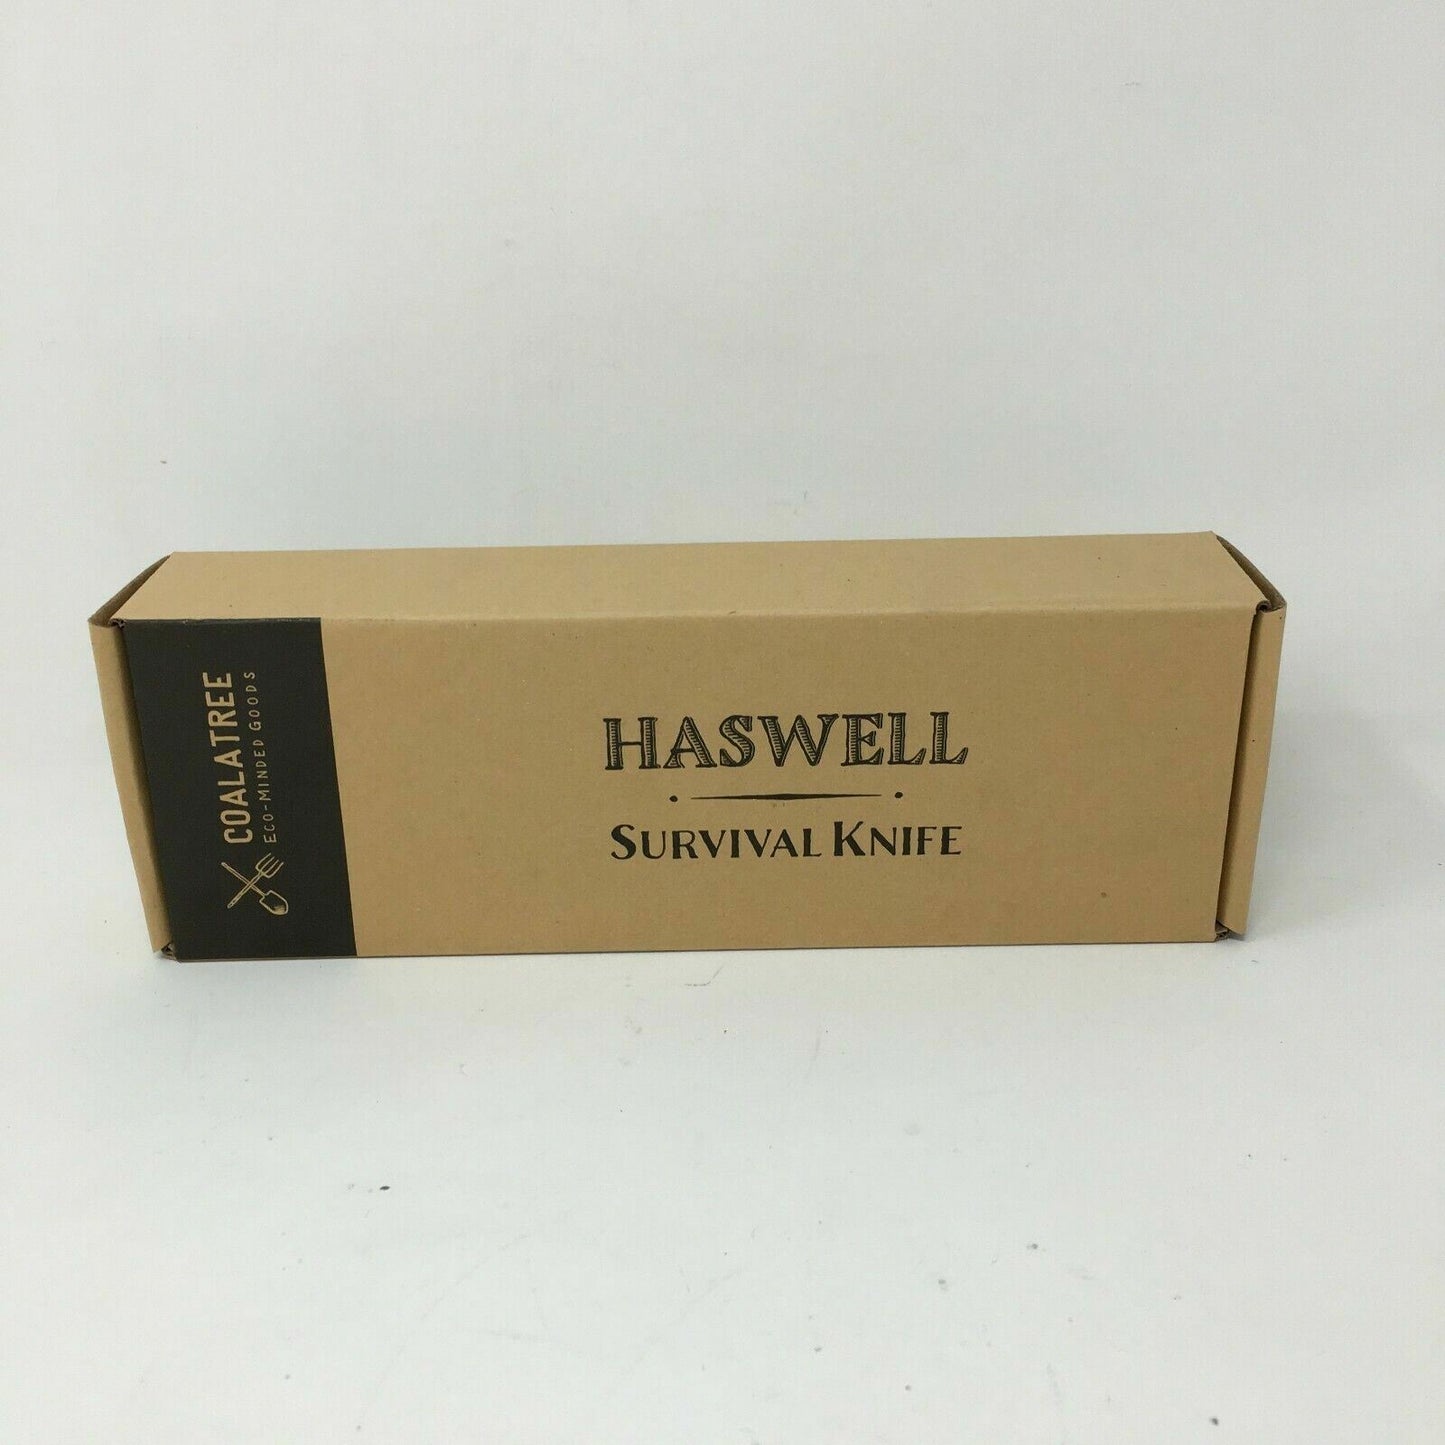 COALATREE
ECO-MINDED GOODS
HASWELL
SURVIVAL KNIFE